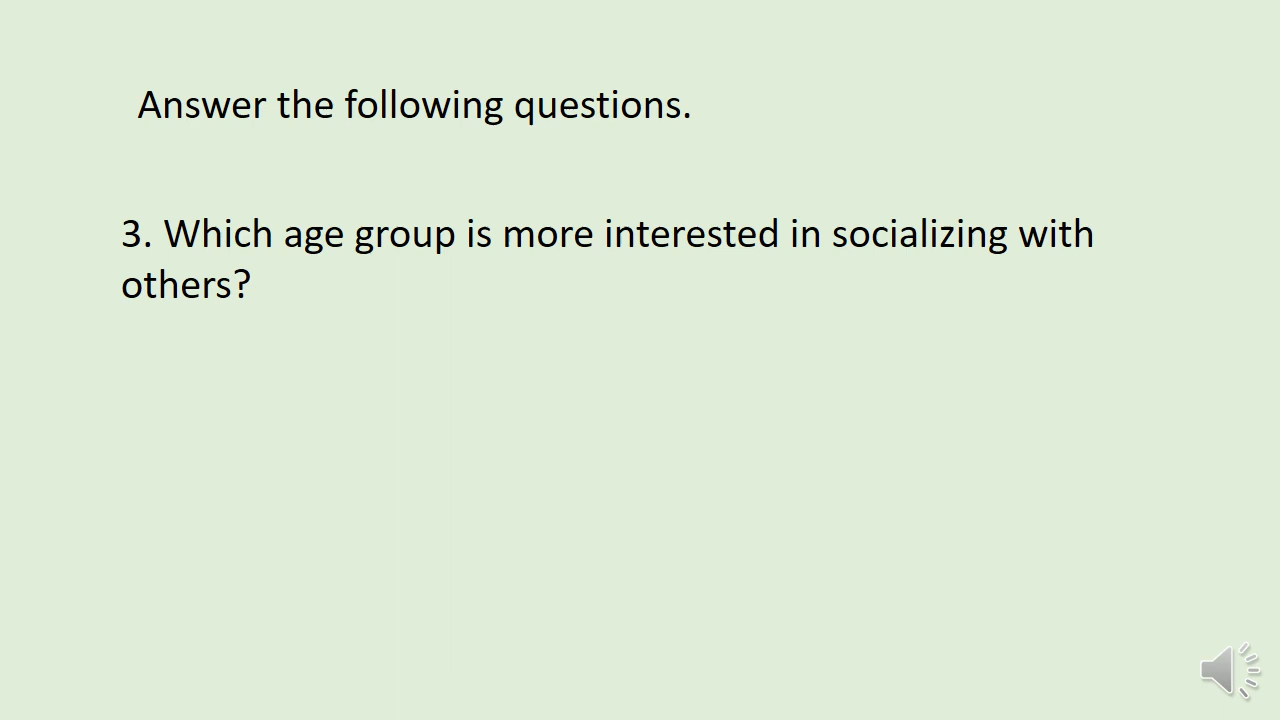 Answer the following questions.
3. Which age group is more interested in socializing with
others?